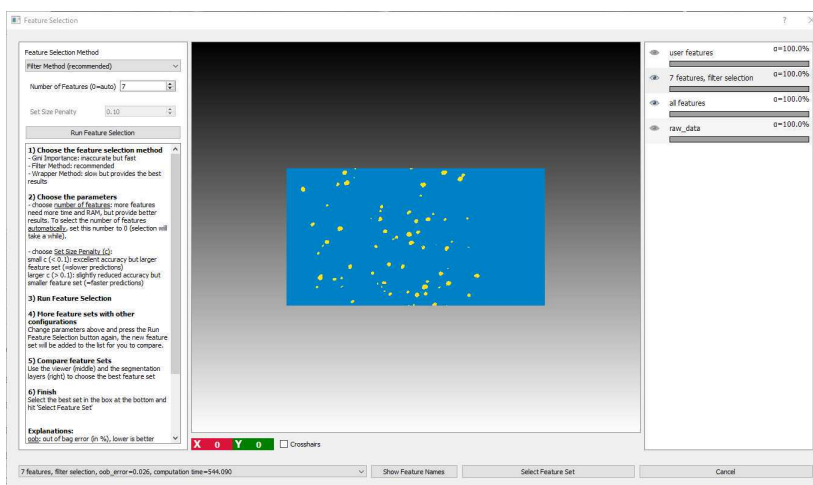 Feature Selection
?
Feature Selection Method
Filter Method (recommended)
Number of Features (0=auto) 7
Set Size Penalty 0.10
Run Feature Selection
1) Choose the feature selection method
- Gini Importance: inaccurate but fast
- Filter Method: recommended
- Wrapper Method: slow but provides the best
results
2) Choose the parameters
- choose number of features: more features
need more time and RAM, but provide better
results. To select the number of features
automatically, set this number to 0 (selection will
take a while).
- choose Set Size Penalty (c):
small c (< 0.1): excellent accuracy but larger
feature set (=slower predictions)
larger c (> 0.1): slightly reduced accuracy but
smaller feature set (=faster predictions)
3) Run Feature Selection
4) More feature sets with other
configurations
Change parameters above and press the Run
Feature Selection button again, the new feature
set will be added to the list for you to compare.
5) Compare feature Sets
Use the viewer (middle) and the segmentation
layers (right) to choose the best feature set
6) Finish
Select the best set in the box at the bottom and
hit 'Select Feature Set'
Explanations:
oob: out of bag error (in %), lower is better
X 0 Y 0 Crosshairs
user features α=100.0%
7 features, filter selection α=100.0%
all features α=100.0%
raw_data α=100.0%
7 features, filter selection, oob_error=0.026, computation time=544.090
Show Feature Names
Select Feature Set
Cancel